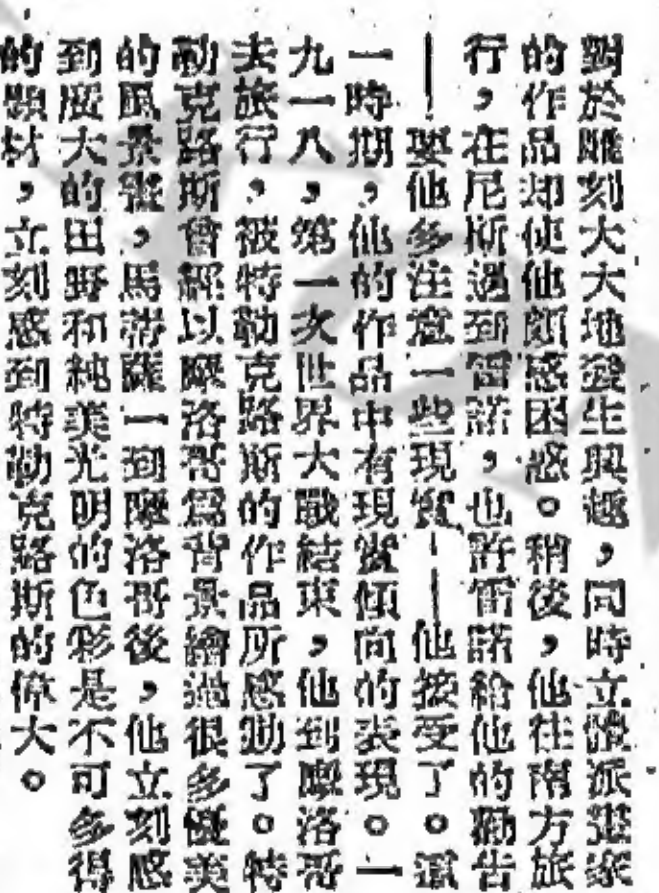 對於雕刻大大地發生興趣，同時立體派畫家
的作品却使他頗感困惑。稍後，他往南方旅
行，在尼斯遇到雷諾，也許雷諾給他的勸告
——要他多注意一些現實——他接受了。這
一時期，他的作品中有現實傾向的表現。一
九一八，第一次世界大戰結束，他到摩洛哥
去旅行，被特勒克路斯的作品所感動了。特
勒克路斯曾經以摩洛哥爲背景繪過很多優美
的風景畫，馬蒂羅一到摩洛哥後，他立刻感
到廣大的田野和純美光明的色彩是不可多得
的題材，立刻感到特勒克路斯的偉大。